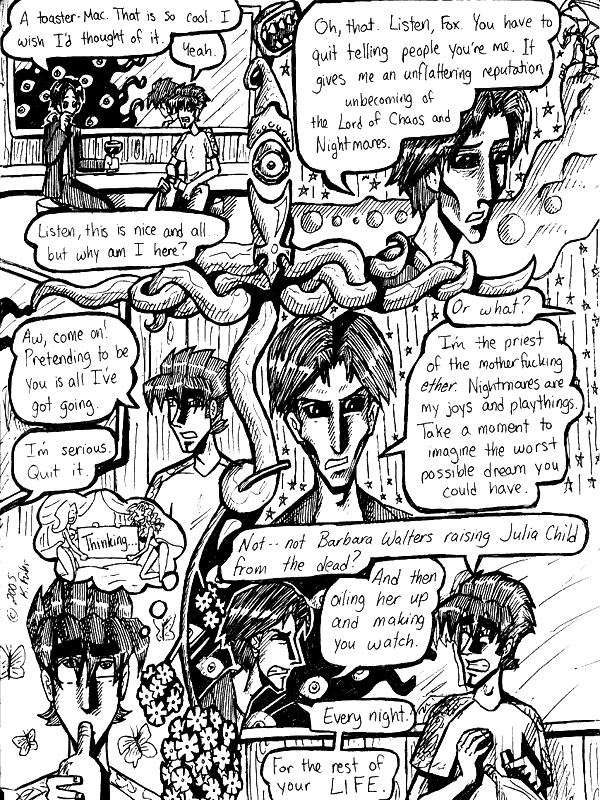 A toaster-Mac. That is so cool. I
wish I'd thought of it.
Yeah.
Listen, this is nice and all...
but why am I here?
Oh, that. Listen, Fox. You have to
quit telling people you're me. It
gives me an unflattering reputation
unbecoming of
the Lord of Chaos and
Nightmares.
Aw, come on!
Pretending to be
you is all I've
got going.
I'm serious.
Quit it.
Or what?
I'm the priest
of the motherfucking
ether. Nightmares are
my joys and playthings.
Take a moment to
imagine the worst
possible dream you
could have.
Thinking...
Not-- not Barbara Walters raising Julia Child
from the dead?
And then
oiling her up
and making
you watch.
Every night.
For the rest of
your LIFE.
© 2005